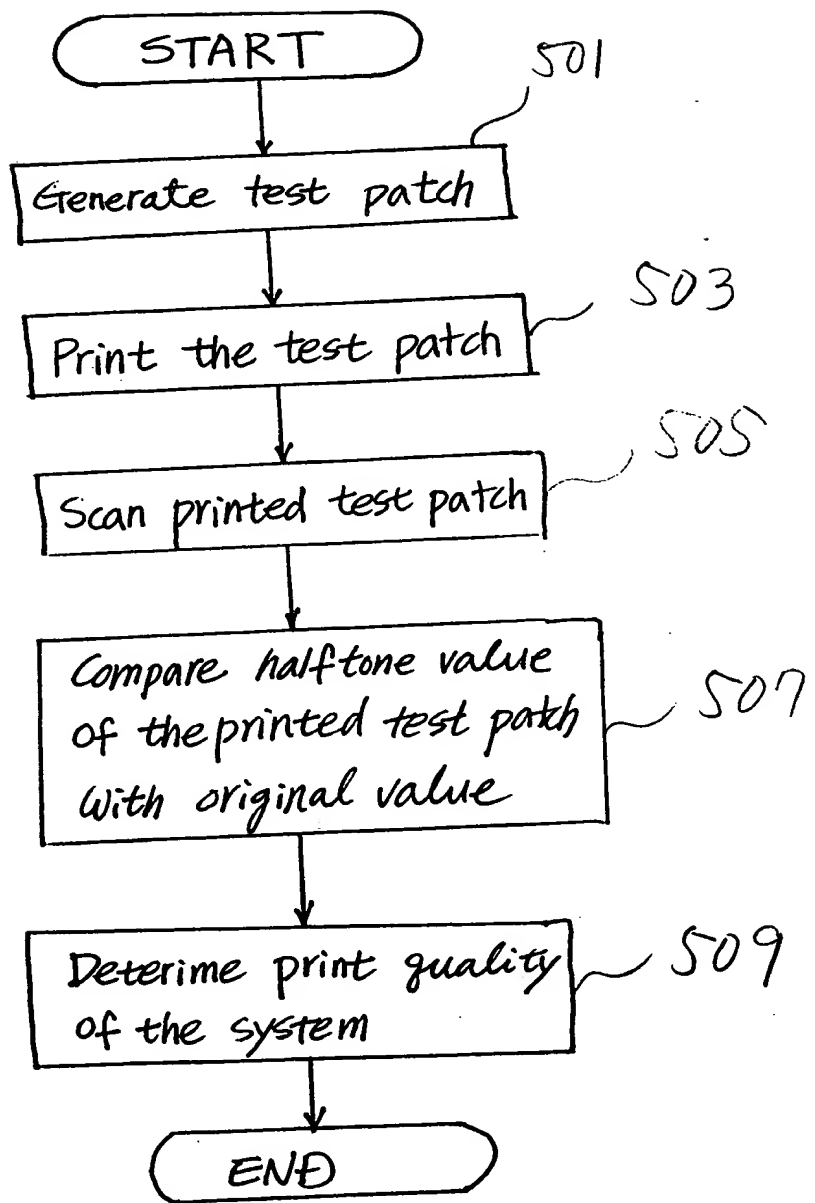 START
501
Generate test patch
503
Print the test patch
505
Scan printed test patch
Compare halftone value
of the printed test patch
with original value
507
Deterime print quality
of the system
509
END